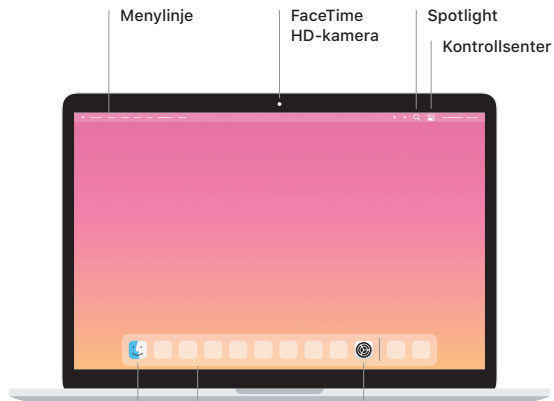 Menylinje
FaceTime
HD-kamera
Spotlight
Kontrollsenter